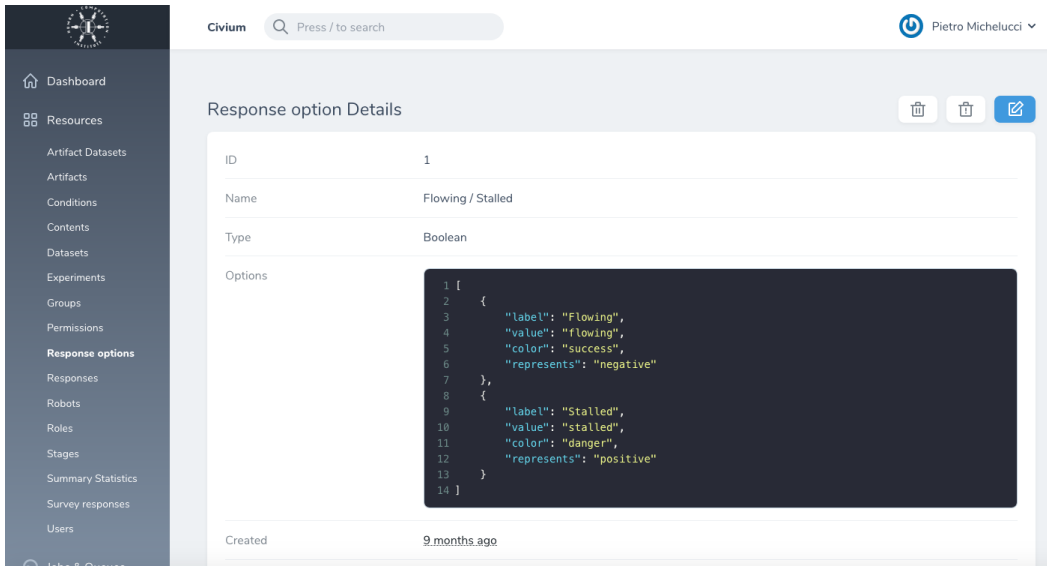 COMPUTATION
INSTITUTE
Civium
Press / to search
Pietro Michelucci
Dashboard
Resources
Artifact Datasets
Artifacts
Conditions
Contents
Datasets
Experiments
Groups
Permissions
Response options
Responses
Robots
Roles
Stages
Summary Statistics
Survey responses
Users
Response option Details
ID 1
Name Flowing / Stalled
Type Boolean
Options
1 [
2 {
3 "label": "Flowing",
4 "value": "flowing",
5 "color": "success",
6 "represents": "negative"
7 },
8 {
9 "label": "Stalled",
10 "value": "stalled",
11 "color": "danger",
12 "represents": "positive"
13 }
14 ]
Created 9 months ago